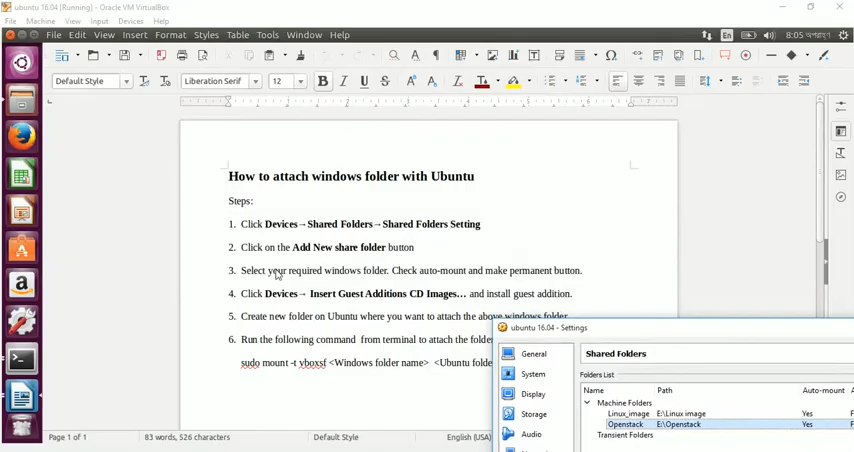 ubuntu 16.04 [Running] - Oracle VM VirtualBox
File Machine View Input Devices Help
File Edit View Insert Format Styles Table Tools Window Help
En
8:05 অপরাহ্ণ
Default Style
Liberation Serif
12
How to attach windows folder with Ubuntu
Steps:
1. Click Devices→Shared Folders→Shared Folders Setting
2. Click on the Add New share folder button
3. Select your required windows folder. Check auto-mount and make permanent button.
4. Click Devices→ Insert Guest Additions CD Images… and install guest addition.
5. Create new folder on Ubuntu where you want to attach the above windows folder
6. Run the following command from terminal to attach the folder
sudo mount -t vboxsf <Windows folder name> <Ubuntu folde
ubuntu 16.04 - Settings
General
System
Display
Storage
Audio
Shared Folders
Folders List
Name Path Auto-mount A
Machine Folders
Linux_image E:\Linux image Yes F
Openstack E:\Openstack Yes F
Transient Folders
Page 1 of 1
83 words, 526 characters
Default Style
English (USA)